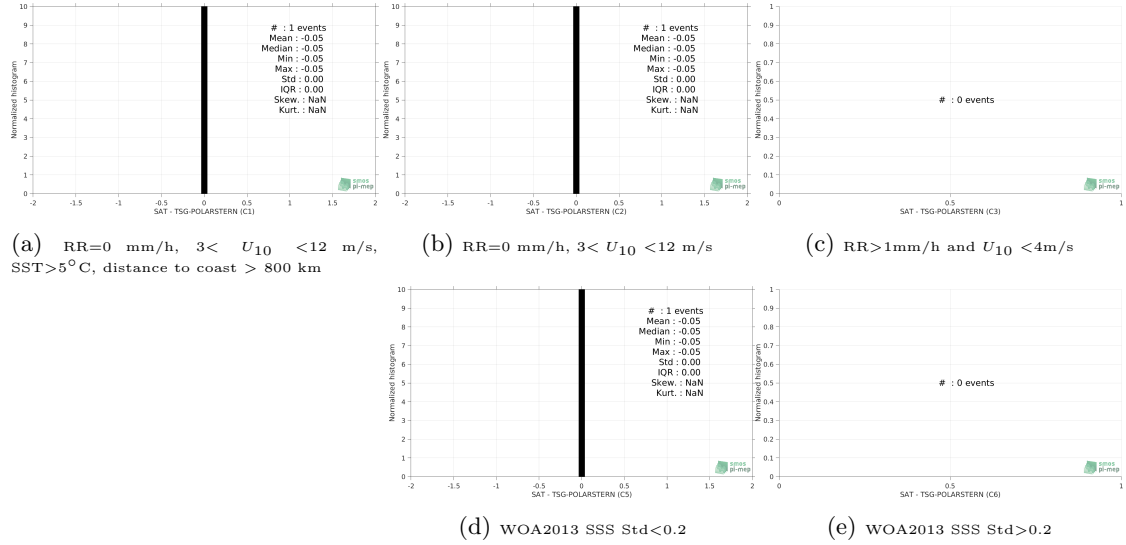 10
9
8
7
6
5
4
3
2
1
0
Normalized histogram
# : 1 events
Mean : -0.05
Median : -0.05
Min : -0.05
Max : -0.05
Std : 0.00
IQR : 0.00
Skew. : NaN
Kurt. : NaN
smos
pi-mep
-2 -1.5 -1 -0.5 0 0.5 1 1.5 2
SAT - TSG-POLARSTERN (C1)
(a) RR=0 mm/h, 3< U10 <12 m/s,
SST>5°C, distance to coast > 800 km
10
9
8
7
6
5
4
3
2
1
0
Normalized histogram
# : 1 events
Mean : -0.05
Median : -0.05
Min : -0.05
Max : -0.05
Std : 0.00
IQR : 0.00
Skew. : NaN
Kurt. : NaN
smos
pi-mep
-2 -1.5 -1 -0.5 0 0.5 1 1.5 2
SAT - TSG-POLARSTERN (C2)
(b) RR=0 mm/h, 3< U10 <12 m/s
1
0.9
0.8
0.7
0.6
0.5
0.4
0.3
0.2
0.1
0
Normalized histogram
# : 0 events
smos
pi-mep
0.5 1
SAT - TSG-POLARSTERN (C3)
(c) RR>1mm/h and U10 <4m/s
10
9
8
7
6
5
4
3
2
1
0
Normalized histogram
# : 1 events
Mean : -0.05
Median : -0.05
Min : -0.05
Max : -0.05
Std : 0.00
IQR : 0.00
Skew. : NaN
Kurt. : NaN
smos
pi-mep
-2 -1.5 -1 -0.5 0 0.5 1 1.5 2
SAT - TSG-POLARSTERN (C5)
(d) WOA2013 SSS Std<0.2
1
0.9
0.8
0.7
0.6
0.5
0.4
0.3
0.2
0.1
0
Normalized histogram
# : 0 events
smos
pi-mep
0.5 1
SAT - TSG-POLARSTERN (C6)
(e) WOA2013 SSS Std>0.2